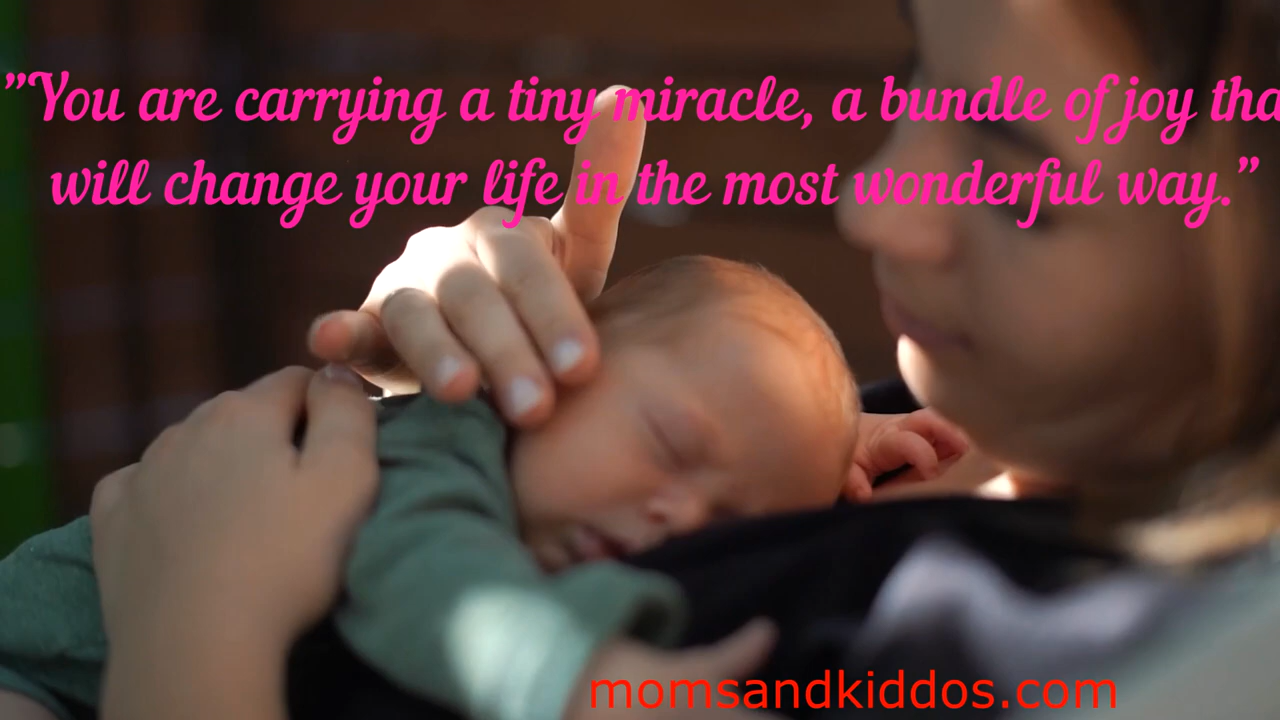 ”You are carrying a tiny miracle, a bundle of joy tha
will change your life in the most wonderful way.”
momsandkiddos.com